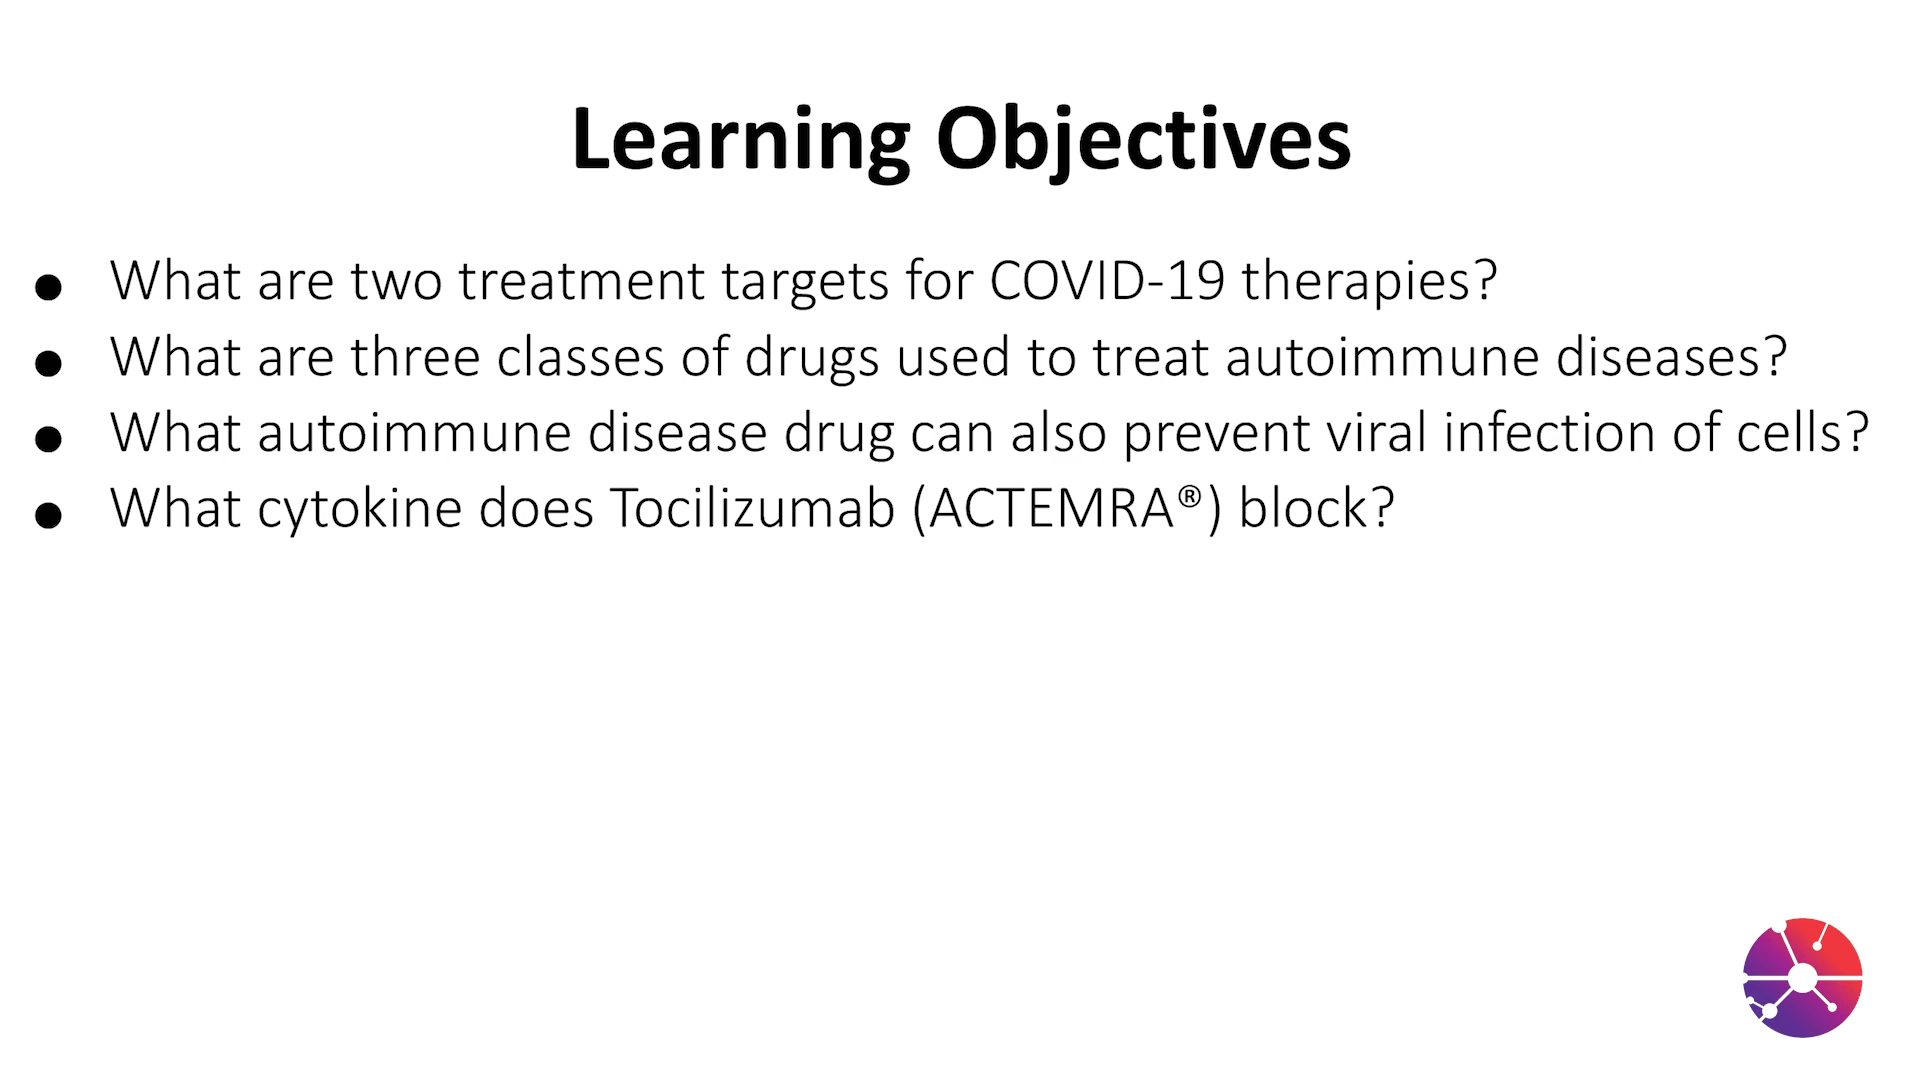 Learning Objectives
● What are two treatment targets for COVID-19 therapies?
● What are three classes of drugs used to treat autoimmune diseases?
● What autoimmune disease drug can also prevent viral infection of cells?
● What cytokine does Tocilizumab (ACTEMRA®) block?